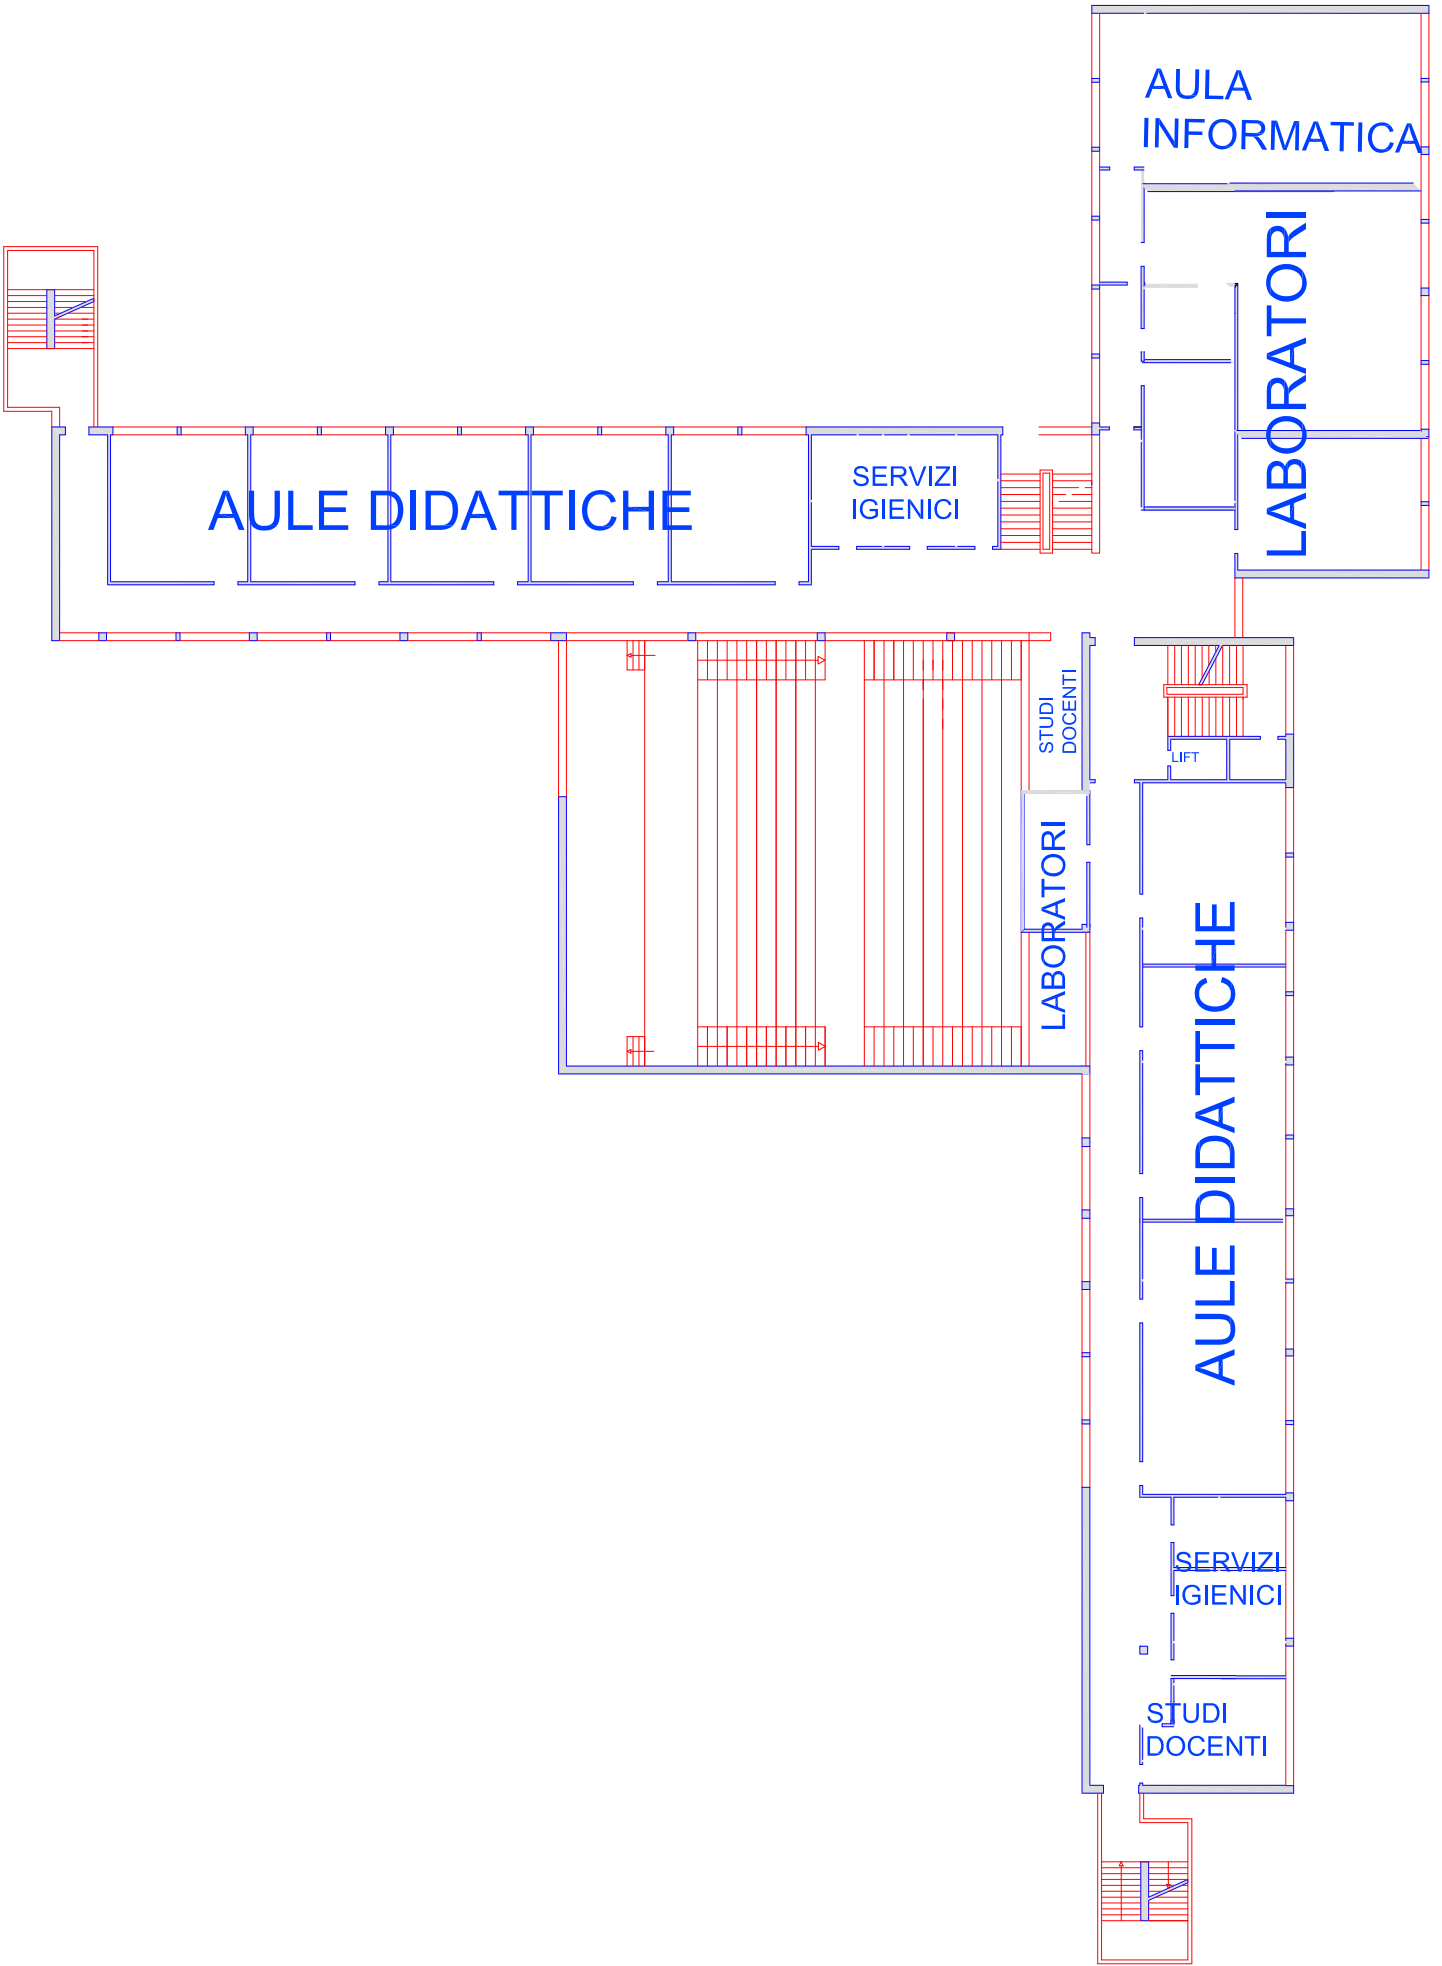 AULA
INFORMATICA
LABORATORI
AULE DIDATTICHE
SERVIZI
IGIENICI
STUDI
DOCENTI
LIFT
LABORATORI
AULE DIDATTICHE
SERVIZI
IGIENICI
STUDI
DOCENTI